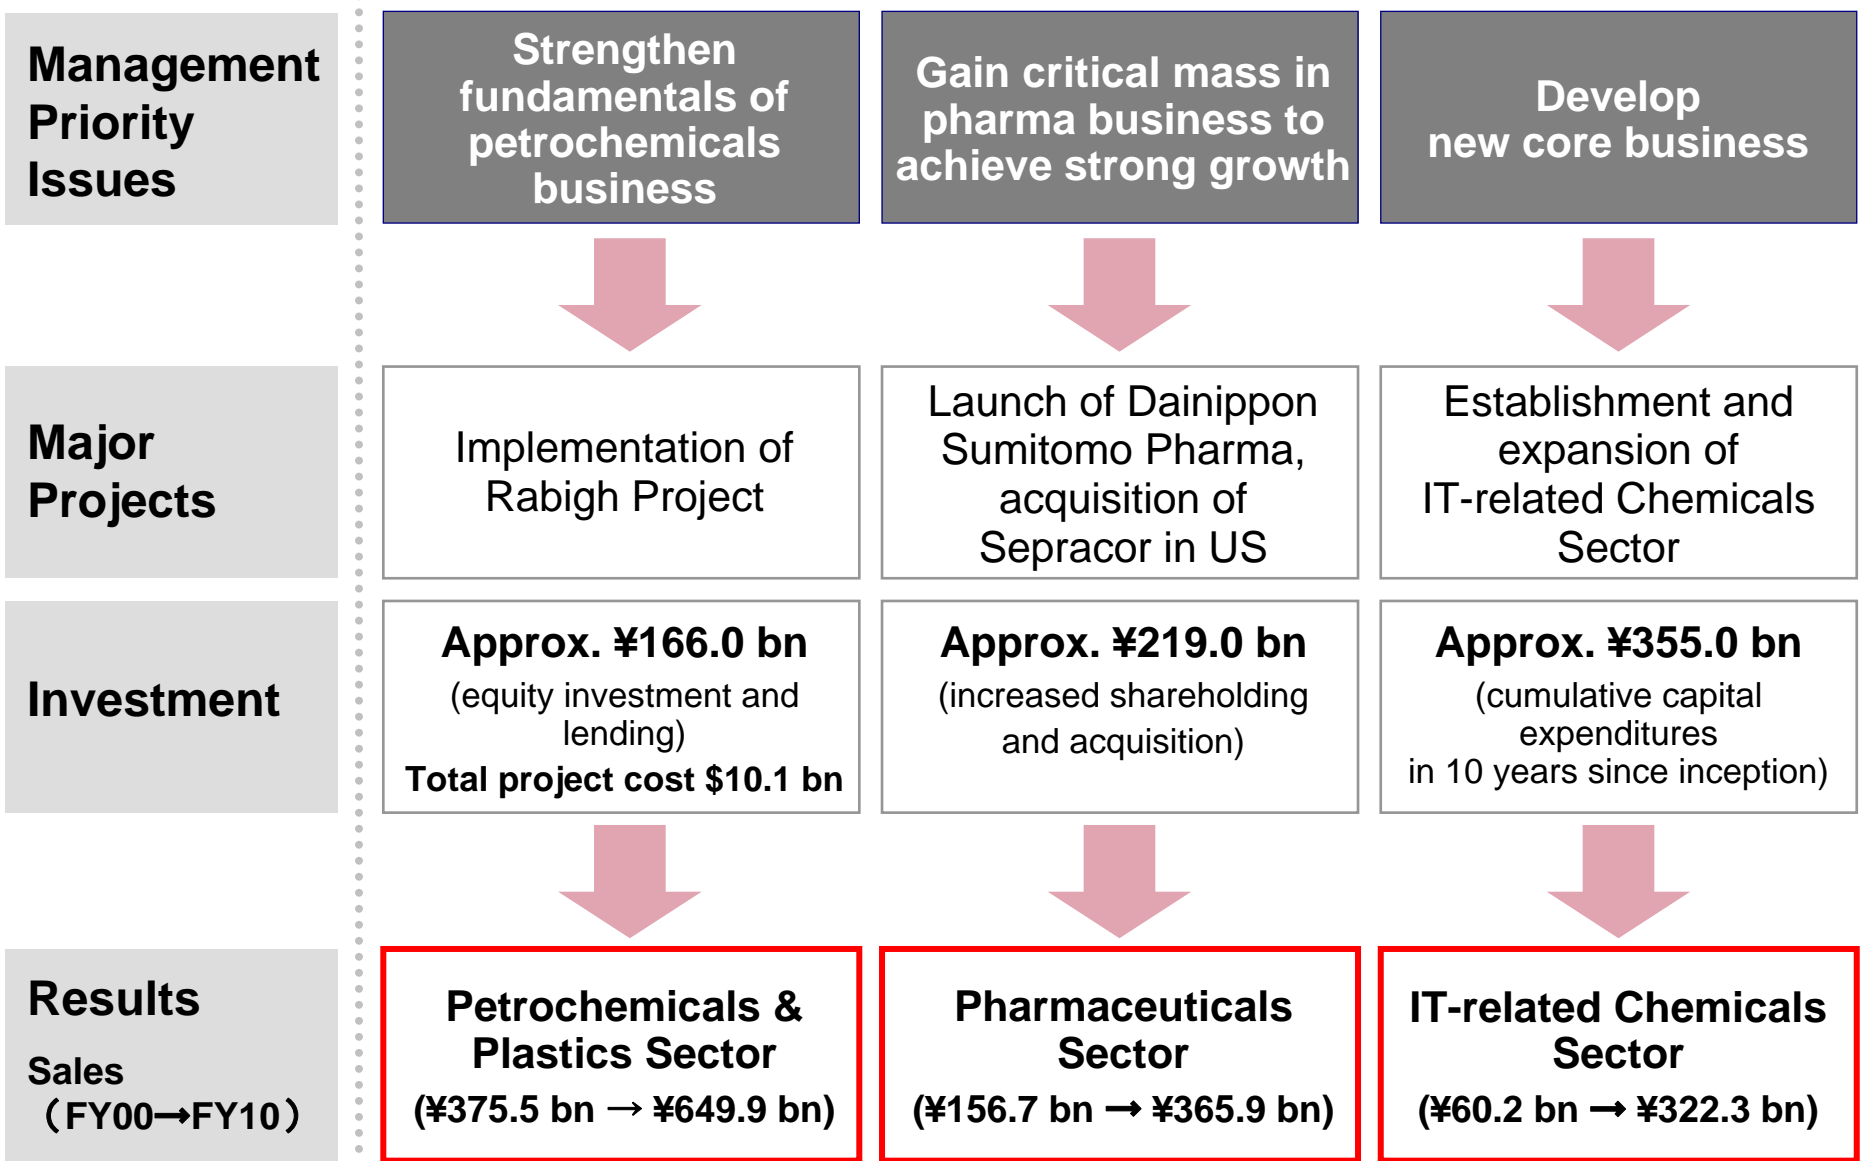 Management
Priority
Issues
Strengthen
fundamentals of
petrochemicals
business
Gain critical mass in
pharma business to
achieve strong growth
Develop
new core business
Major
Projects
Implementation of
Rabigh Project
Launch of Dainippon
Sumitomo Pharma,
acquisition of
Sepracor in US
Establishment and
expansion of
IT-related Chemicals
Sector
Investment
Approx. ¥166.0 bn
(equity investment and
lending)
Total project cost $10.1 bn
Approx. ¥219.0 bn
(increased shareholding
and acquisition)
Approx. ¥355.0 bn
(cumulative capital
expenditures
in 10 years since inception)
Results
Sales
（FY00→FY10）
Petrochemicals &
Plastics Sector
(¥375.5 bn → ¥649.9 bn)
Pharmaceuticals
Sector
(¥156.7 bn → ¥365.9 bn)
IT-related Chemicals
Sector
(¥60.2 bn → ¥322.3 bn)